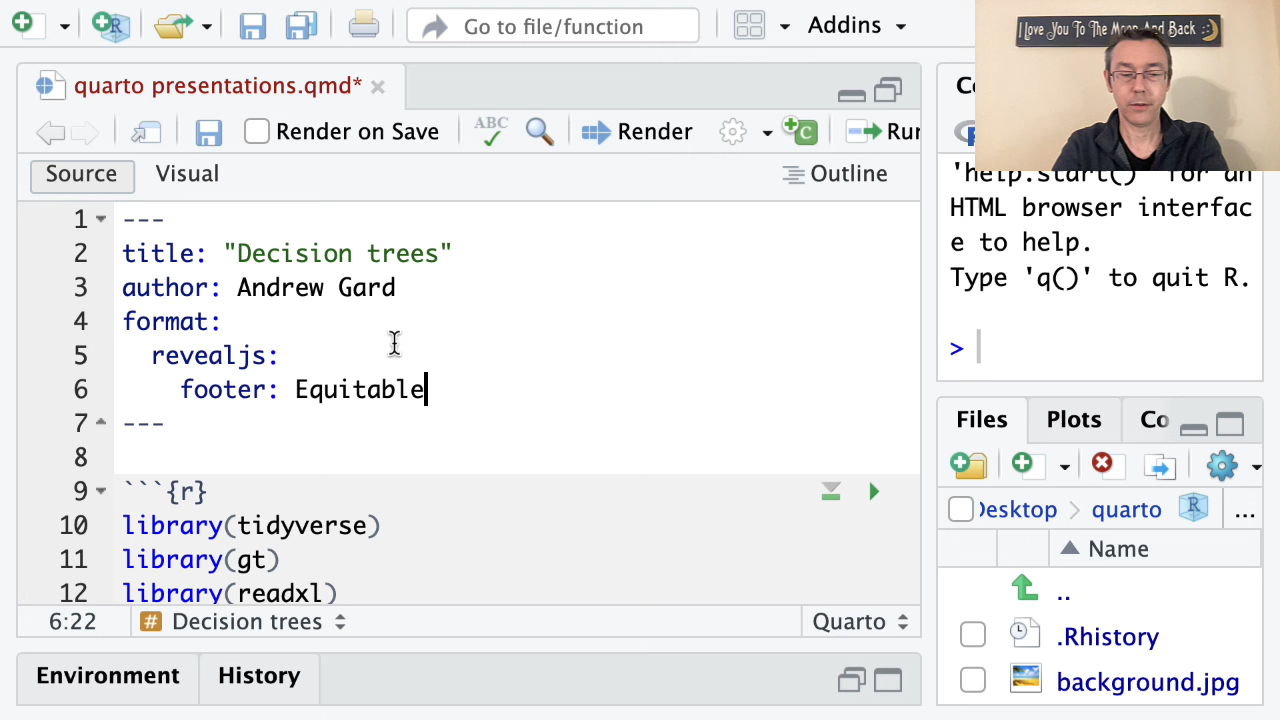 Go to file/function
Addins
I Love You To The Moon And Back
quarto presentations.qmd*
Render on Save
ABC
Render
Run
Source
Visual
Outline
1 ---
2 title: "Decision trees"
3 author: Andrew Gard
4 format:
5 revealjs:
6 footer: Equitable
7 ---
8
9 ```{r}
10 library(tidyverse)
11 library(gt)
12 library(readxl)
6:22
# Decision trees
Quarto
Environment
History
'help.start()' for an
HTML browser interfac
e to help.
Type 'q()' to quit R.
>
Files
Plots
Co
Desktop
quarto
...
Name
..
.Rhistory
background.jpg